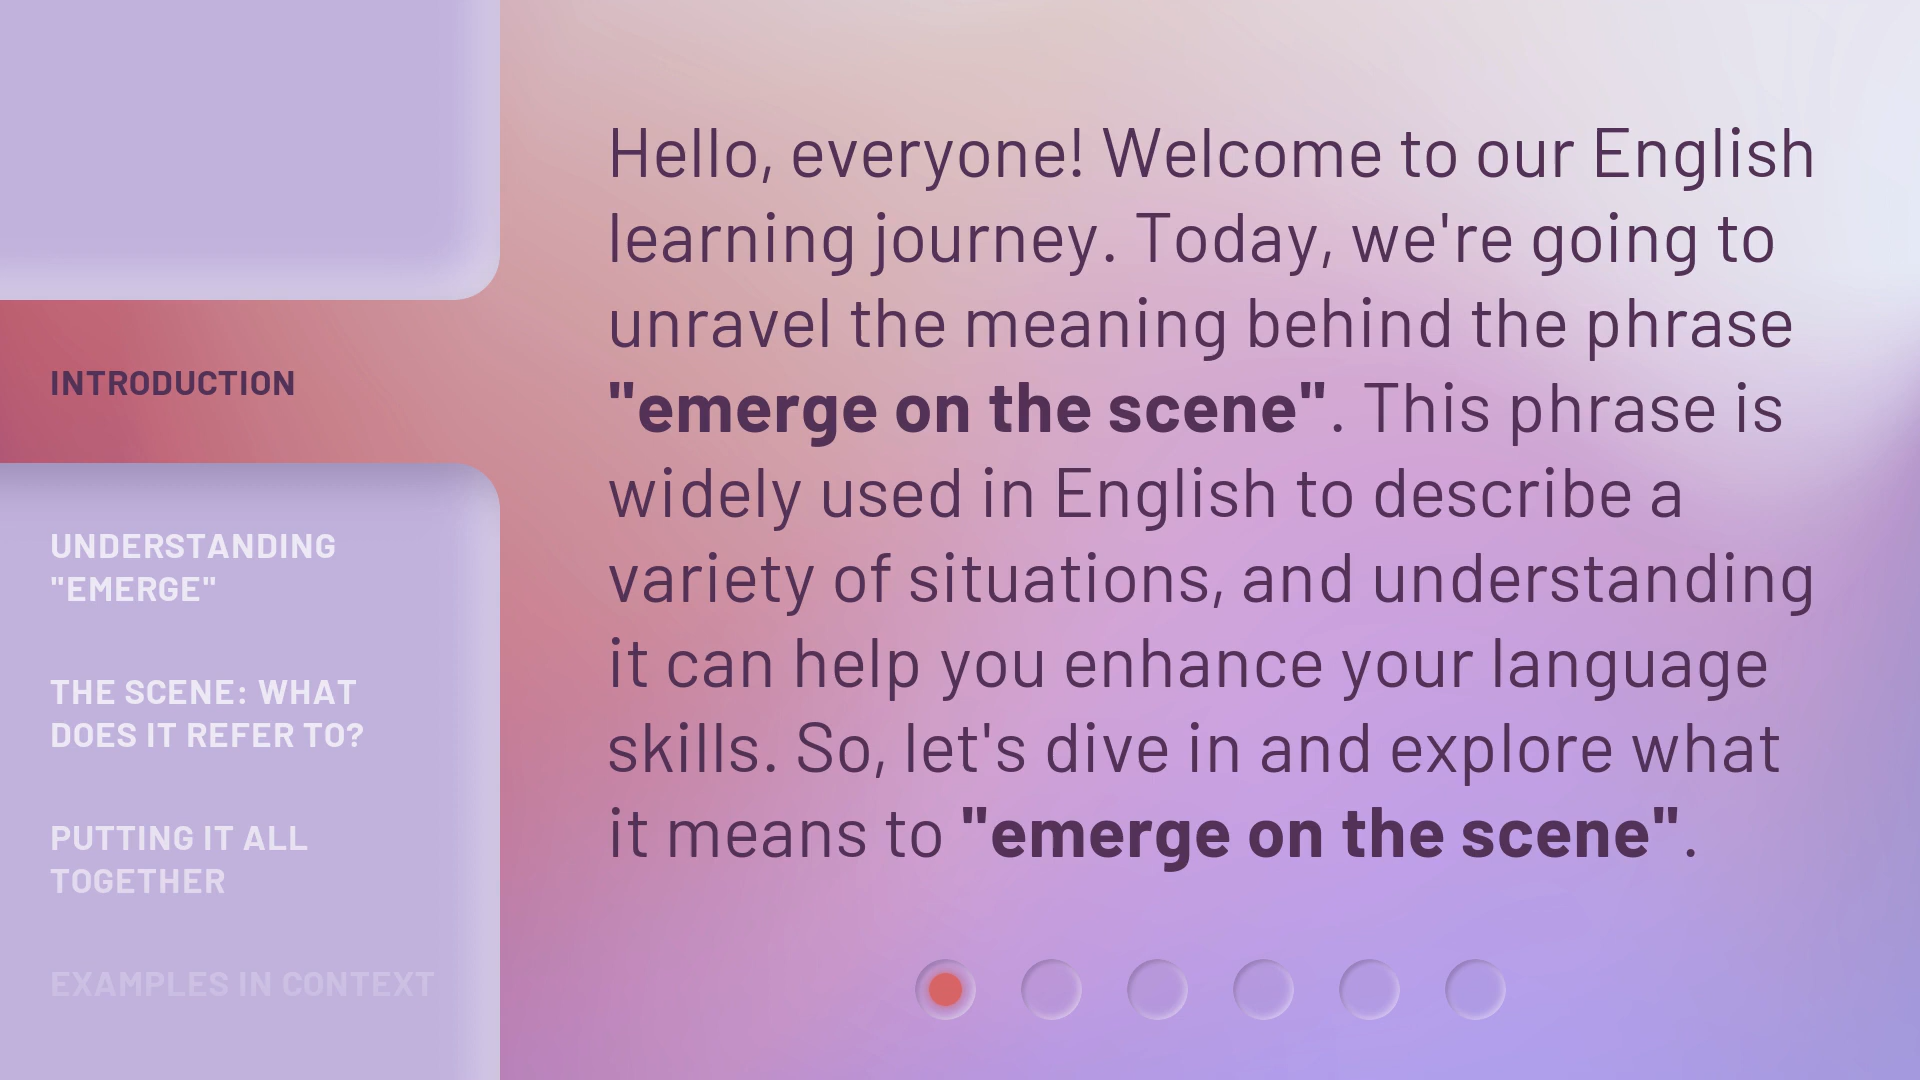 INTRODUCTION
UNDERSTANDING
"EMERGE"
THE SCENE: WHAT
DOES IT REFER TO?
PUTTING IT ALL
TOGETHER
EXAMPLES IN CONTEXT
Hello, everyone! Welcome to our English
learning journey. Today, we're going to
unravel the meaning behind the phrase
"emerge on the scene". This phrase is
widely used in English to describe a
variety of situations, and understanding
it can help you enhance your language
skills. So, let's dive in and explore what
it means to "emerge on the scene".